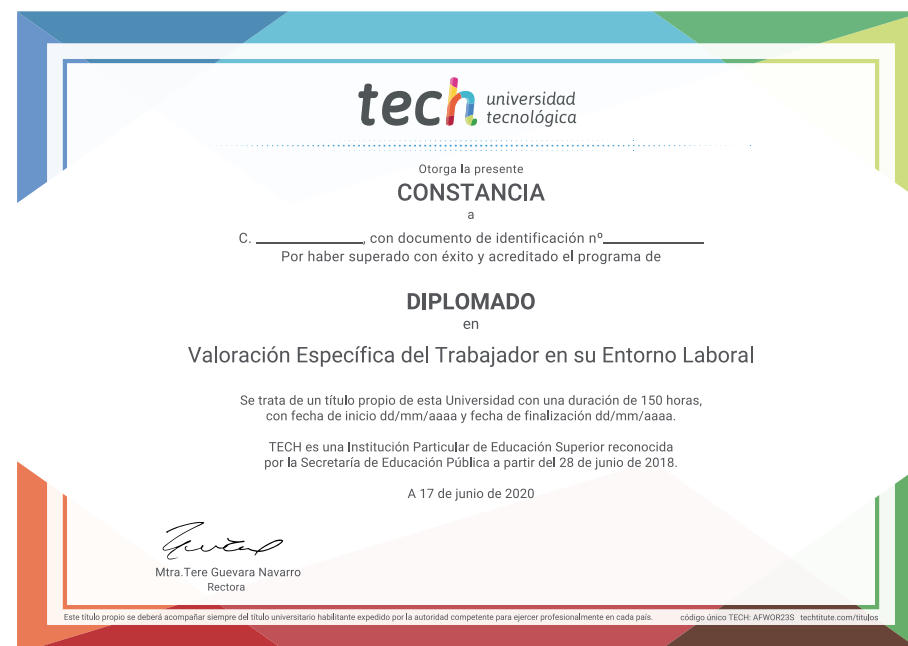 tech universidad
tecnológica
Otorga la presente
CONSTANCIA
a
C. ______________, con documento de identificación nº_____________
Por haber superado con éxito y acreditado el programa de
DIPLOMADO
en
Valoración Específica del Trabajador en su Entorno Laboral
Se trata de un título propio de esta Universidad con una duración de 150 horas,
con fecha de inicio dd/mm/aaaa y fecha de finalización dd/mm/aaaa.
TECH es una Institución Particular de Educación Superior reconocida
por la Secretaría de Educación Pública a partir del 28 de junio de 2018.
A 17 de junio de 2020
Mtra.Tere Guevara Navarro
Rectora
Este título propio se deberá acompañar siempre del título universitario habilitante expedido por la autoridad competente para ejercer profesionalmente en cada país. código único TECH: AFWOR23S techtitute.com/titulos